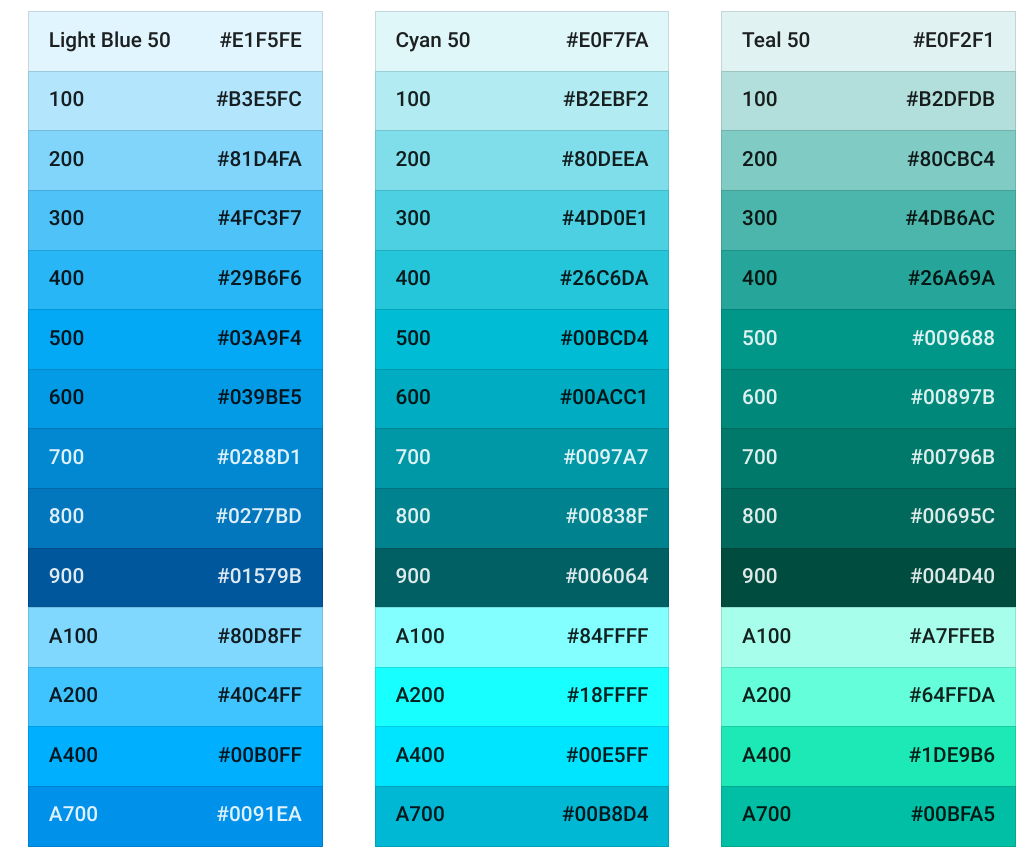 Light Blue 50 #E1F5FE
100 #B3E5FC
200 #81D4FA
300 #4FC3F7
400 #29B6F6
500 #03A9F4
600 #039BE5
700 #0288D1
800 #0277BD
900 #01579B
A100 #80D8FF
A200 #40C4FF
A400 #00B0FF
A700 #0091EA
Cyan 50 #E0F7FA
100 #B2EBF2
200 #80DEEA
300 #4DD0E1
400 #26C6DA
500 #00BCD4
600 #00ACC1
700 #0097A7
800 #00838F
900 #006064
A100 #84FFFF
A200 #18FFFF
A400 #00E5FF
A700 #00B8D4
Teal 50 #E0F2F1
100 #B2DFDB
200 #80CBC4
300 #4DB6AC
400 #26A69A
500 #009688
600 #00897B
700 #00796B
800 #00695C
900 #004D40
A100 #A7FFEB
A200 #64FFDA
A400 #1DE9B6
A700 #00BFA5